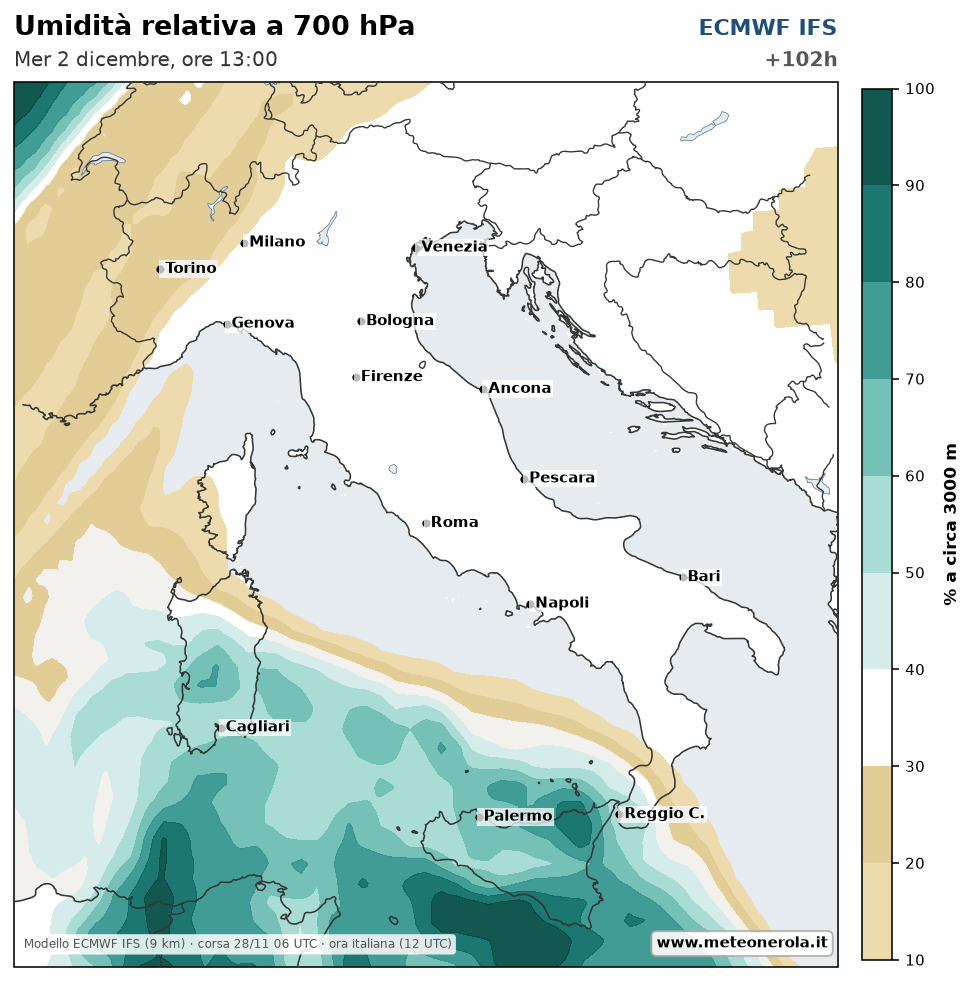 Umidità relativa a 700 hPa
ECMWF IFS
Mer 2 dicembre, ore 13:00
+102h
Milano
Venezia
Torino
Genova
Bologna
Firenze
Ancona
Pescara
Roma
Bari
Napoli
Cagliari
Palermo
Reggio C.
100
90
80
70
60
50
40
30
20
10
% a circa 3000 m
Modello ECMWF IFS (9 km) · corsa 28/11 06 UTC · ora italiana (12 UTC)
www.meteonerola.it